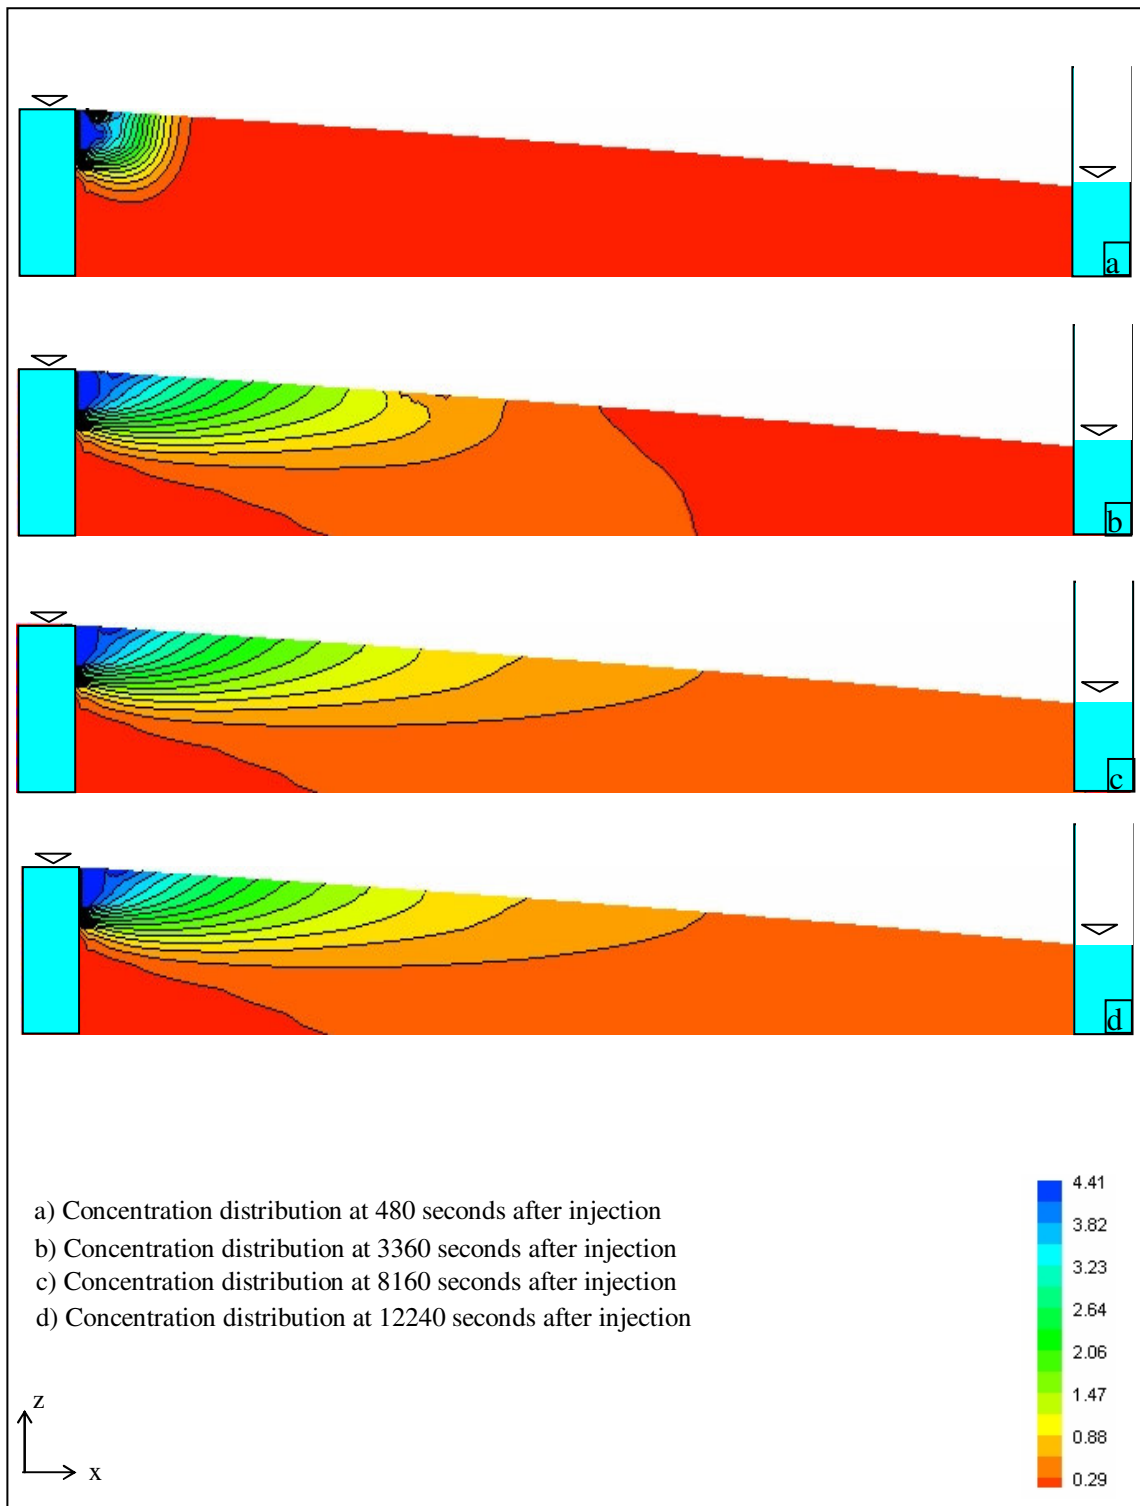 a
b
c
d
a) Concentration distribution at 480 seconds after injection
b) Concentration distribution at 3360 seconds after injection
c) Concentration distribution at 8160 seconds after injection
d) Concentration distribution at 12240 seconds after injection
4.41
3.82
3.23
2.64
2.06
1.47
0.88
0.29
z
x